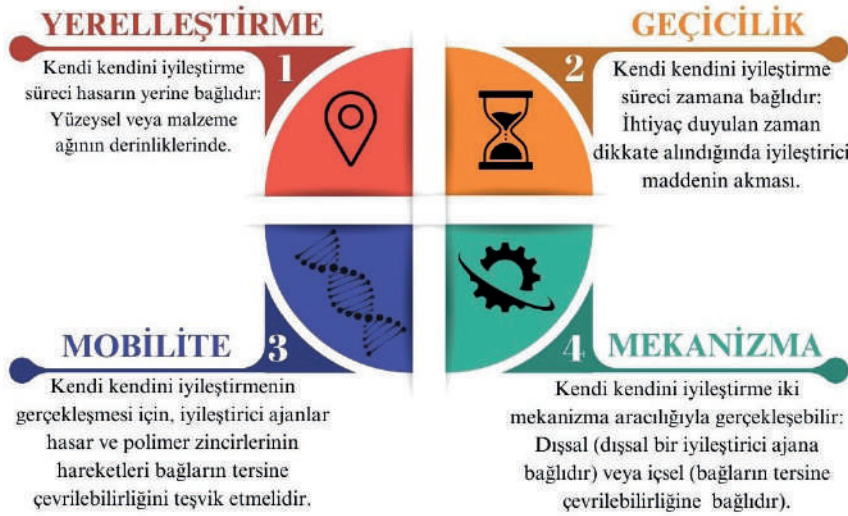 YERELLEŞTİRME
1
Kendi kendini iyileştirme
süreci hasarın yerine bağlıdır:
Yüzeysel veya malzeme
ağının derinliklerinde.
GEÇİCİLİK
2
Kendi kendini iyileştirme
süreci zamana bağlıdır:
İhtiyaç duyulan zaman
dikkate alındığında iyileştirici
maddenin akması.
MOBİLİTE 3
Kendi kendini iyileştirmenin
gerçekleşmesi için, iyileştirici ajanlar
hasar ve polimer zincirlerinin
hareketleri bağların tersine
çevrilebilirliğini teşvik etmelidir.
4 MEKANİZMA
Kendi kendini iyileştirme iki
mekanizma aracılığıyla gerçekleşebilir:
Dışsal (dışsal bir iyileştirici ajana
bağlıdır) veya içsel (bağların tersine
çevrilebilirliğine bağlıdır).